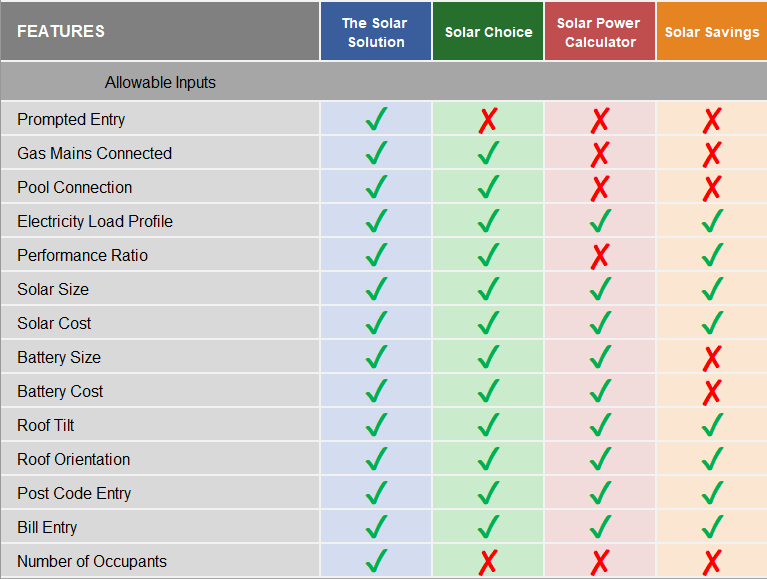 FEATURES
The Solar
Solution
Solar Choice
Solar Power
Calculator
Solar Savings
Allowable Inputs
Prompted Entry ✓ ✗ ✗ ✗
Gas Mains Connected ✓ ✓ ✗ ✗
Pool Connection ✓ ✓ ✗ ✗
Electricity Load Profile ✓ ✓ ✓ ✓
Performance Ratio ✓ ✓ ✗ ✓
Solar Size ✓ ✓ ✓ ✓
Solar Cost ✓ ✓ ✓ ✓
Battery Size ✓ ✓ ✓ ✗
Battery Cost ✓ ✓ ✓ ✗
Roof Tilt ✓ ✓ ✓ ✓
Roof Orientation ✓ ✓ ✓ ✓
Post Code Entry ✓ ✓ ✓ ✓
Bill Entry ✓ ✓ ✓ ✓
Number of Occupants ✓ ✗ ✗ ✗